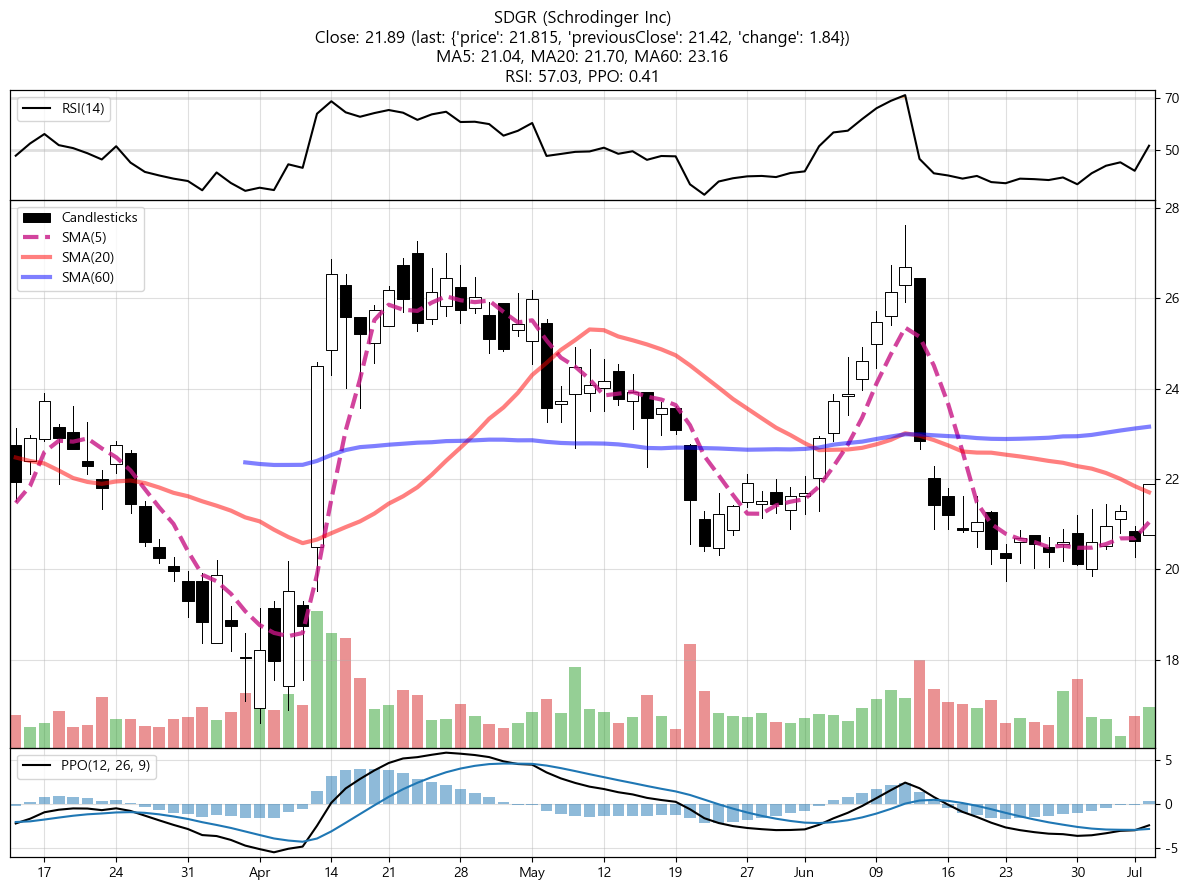 SDGR (Schrodinger Inc)
Close: 21.89 (last: {'price': 21.815, 'previousClose': 21.42, 'change': 1.84})
MA5: 21.04, MA20: 21.70, MA60: 23.16
RSI: 57.03, PPO: 0.41
RSI(14)
70
50
Candlesticks
SMA(5)
SMA(20)
SMA(60)
28
26
24
22
20
18
PPO(12, 26, 9)
5
0
-5
17 24 31 Apr 14 21 28 May 12 19 27 Jun 09 16 23 30 Jul